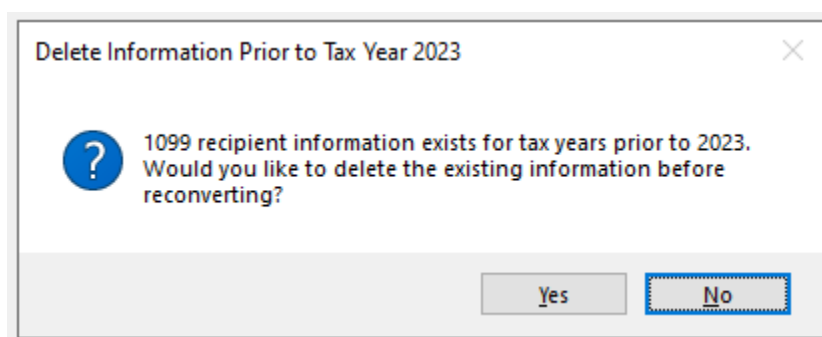 Delete Information Prior to Tax Year 2023
1099 recipient information exists for tax years prior to 2023.
Would you like to delete the existing information before
reconverting?
Yes
No